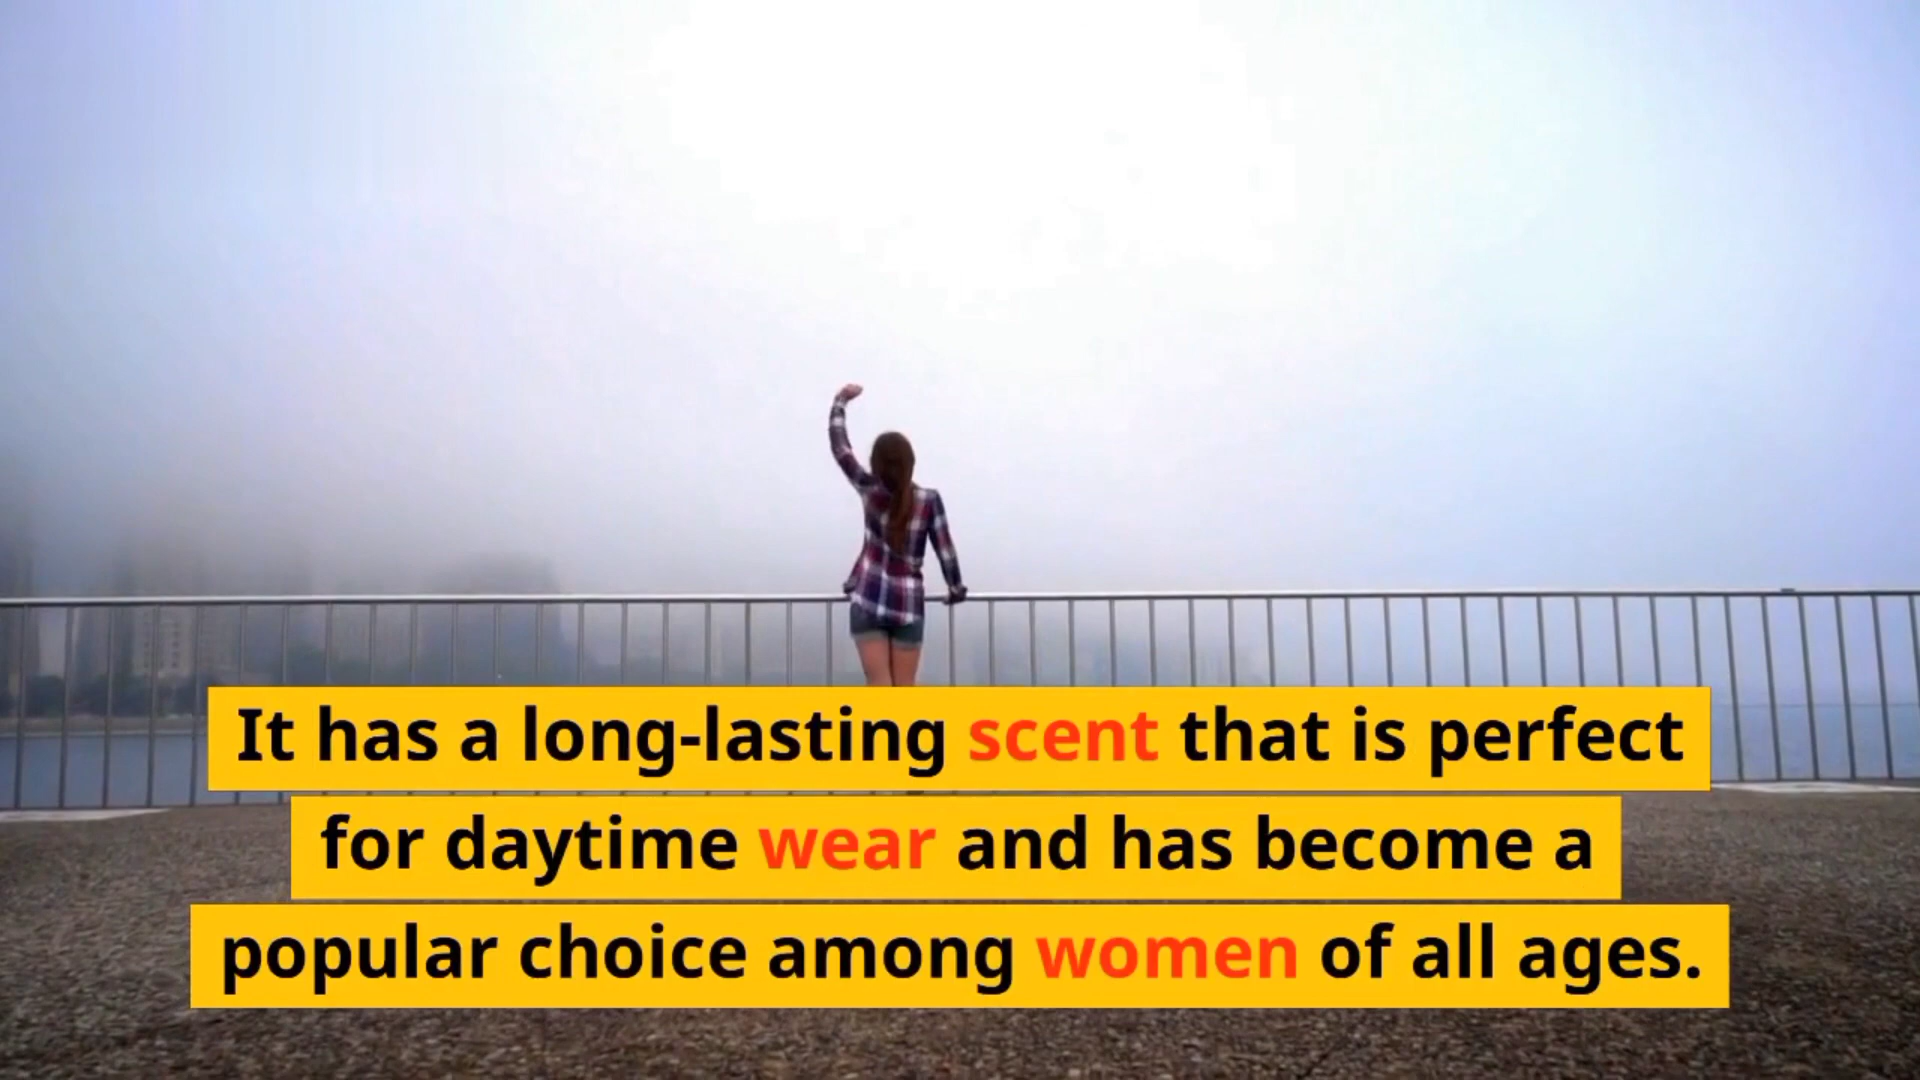 It has a long-lasting scent that is perfect
for daytime wear and has become a
popular choice among women of all ages.